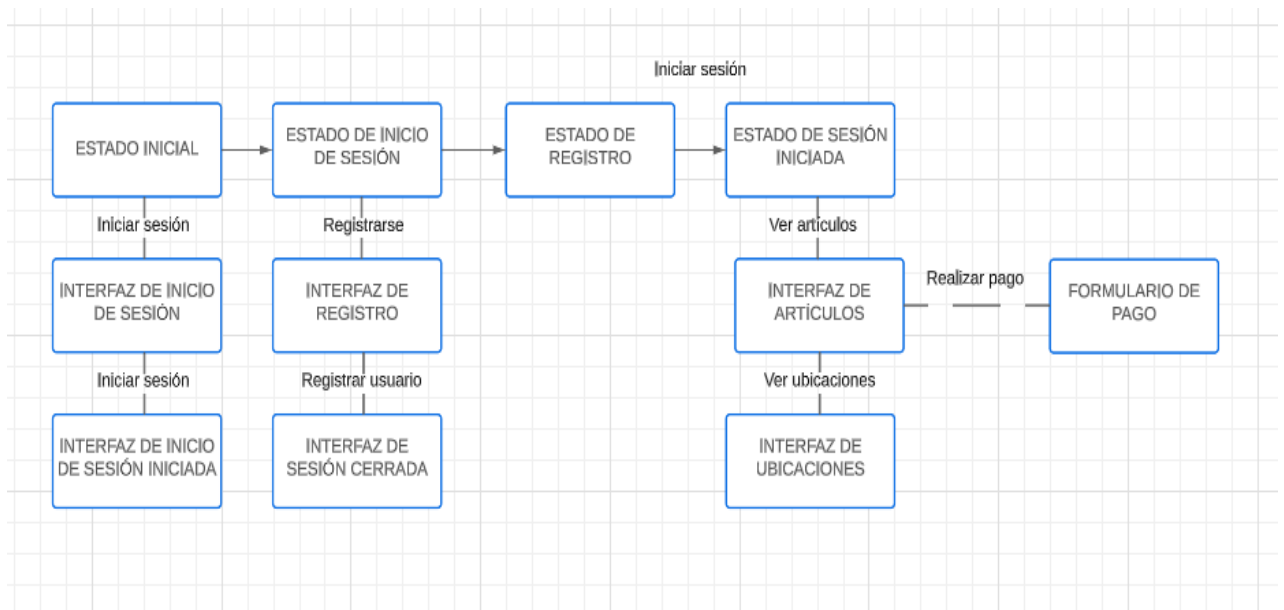 Iniciar sesión
ESTADO INICIAL
ESTADO DE INICIO
DE SESIÓN
ESTADO DE
REGISTRO
ESTADO DE SESIÓN
INICIADA
Iniciar sesión
Registrarse
Ver artículos
INTERFAZ DE INICIO
DE SESIÓN
INTERFAZ DE
REGISTRO
INTERFAZ DE
ARTÍCULOS
Realizar pago
FORMULARIO DE
PAGO
Iniciar sesión
Registrar usuario
Ver ubicaciones
INTERFAZ DE INICIO
DE SESIÓN INICIADA
INTERFAZ DE
SESIÓN CERRADA
INTERFAZ DE
UBICACIONES